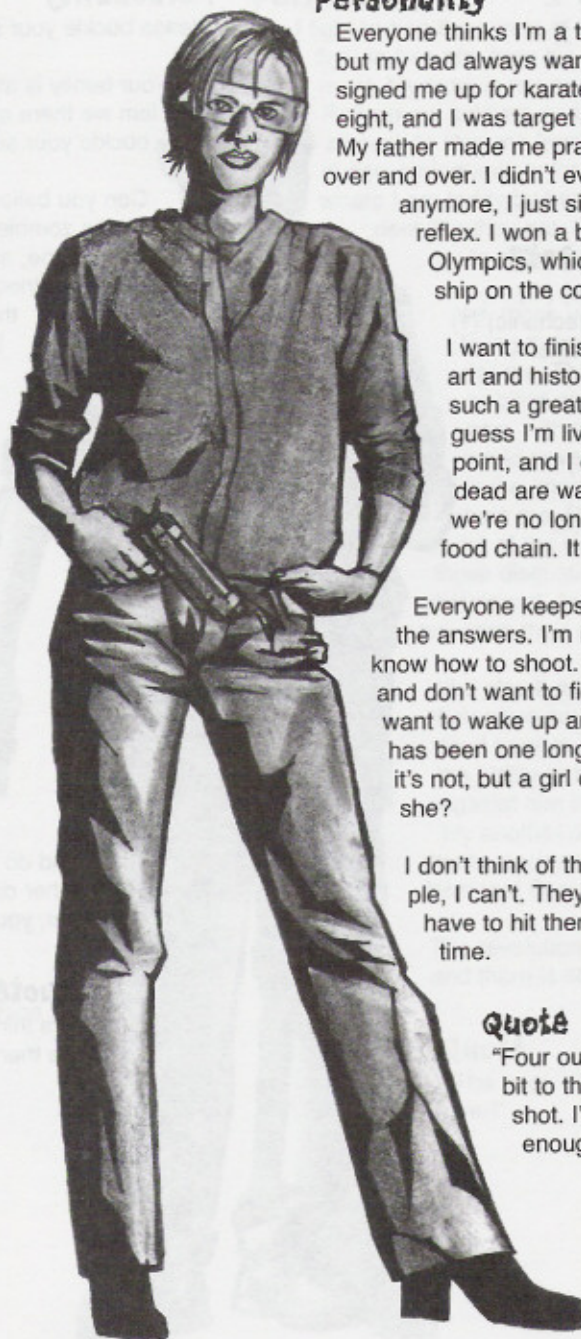 Personality
Everyone thinks I'm a t
but my dad always war
signed me up for karate
eight, and I was target
My father made me pra
over and over. I didn't ev
anymore, I just si
reflex. I won a b
Olympics, whic
ship on the co
I want to finis
art and histo
such a great
guess I'm liv
point, and I
dead are wa
we're no lon
food chain. It
Everyone keeps
the answers. I'm
know how to shoot.
and don't want to fi
want to wake up ar
has been one long
it's not, but a girl
she?
I don't think of th
ple, I can't. They
have to hit ther
time.
Quote
"Four ou
bit to th
shot. I'
enoug